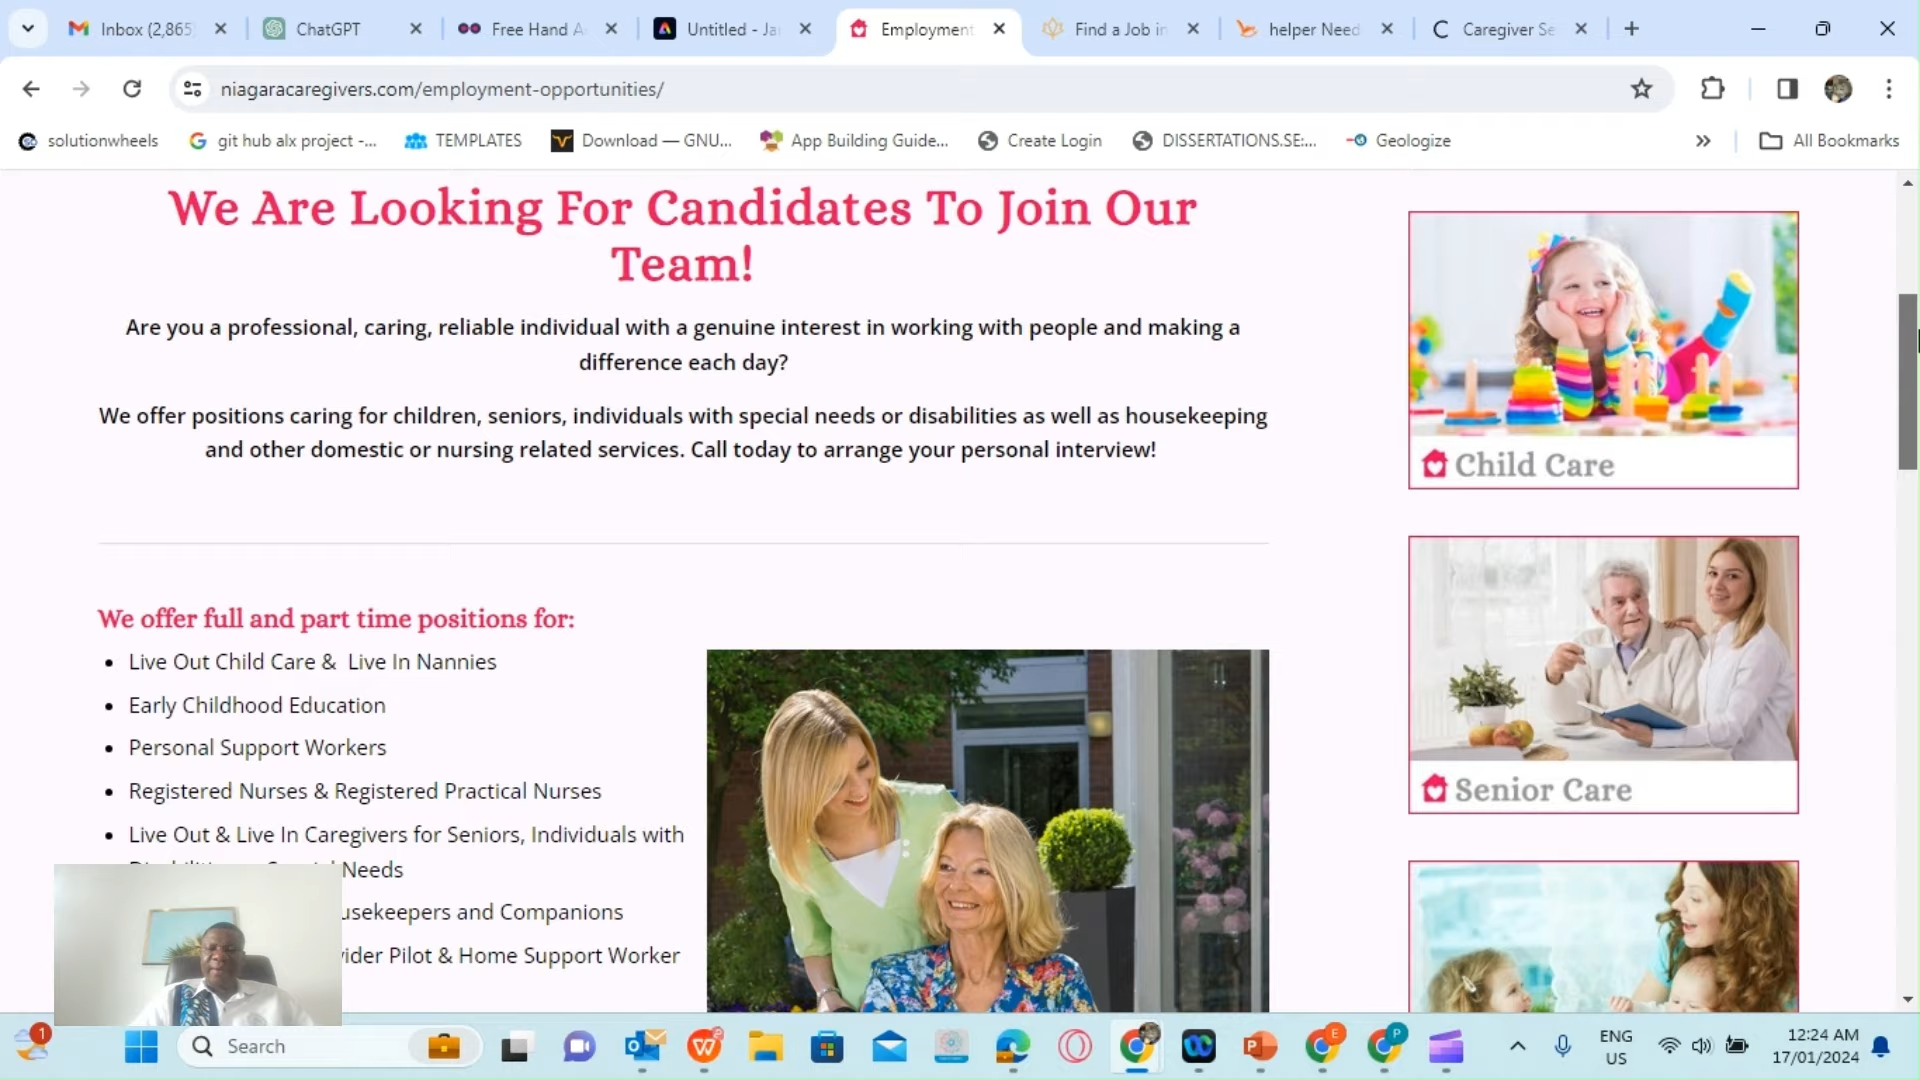 Inbox (2,865
ChatGPT
Free Hand A
Untitled - Ja
Employment
Find a Job in
helper Need
Caregiver Se
niagaracaregivers.com/employment-opportunities/
solutionwheels
git hub alx project -...
TEMPLATES
Download — GNU...
App Building Guide...
Create Login
DISSERTATIONS.SE:...
Geologize
All Bookmarks
We Are Looking For Candidates To Join Our
Team!
Are you a professional, caring, reliable individual with a genuine interest in working with people and making a
difference each day?
We offer positions caring for children, seniors, individuals with special needs or disabilities as well as housekeeping
and other domestic or nursing related services. Call today to arrange your personal interview!
Child Care
We offer full and part time positions for:
Live Out Child Care & Live In Nannies
Early Childhood Education
Personal Support Workers
Registered Nurses & Registered Practical Nurses
Live Out & Live In Caregivers for Seniors, Individuals with
Needs
usekeepers and Companions
vider Pilot & Home Support Worker
Senior Care
1
Search
E
P
ENG
US
12:24 AM
17/01/2024